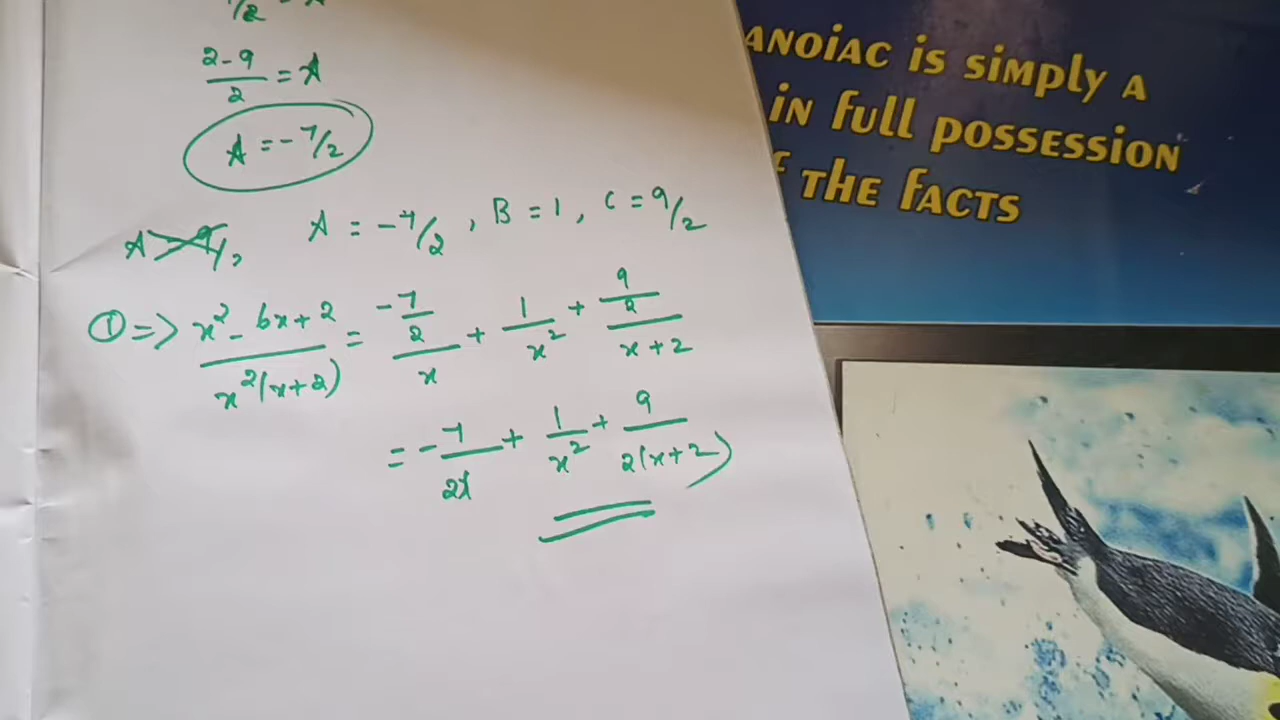 2-9/2 = A
A = -7/2
A = -7/2, B = 1, C = 9/2
① => x² - 6x + 2 / x²(x+2) = -7/2/x + 1/x² + 9/2/x+2
= -7/2x + 1/x² + 9/2(x+2)
ANOiAC is simply A
iN full possession
f THE fACTS